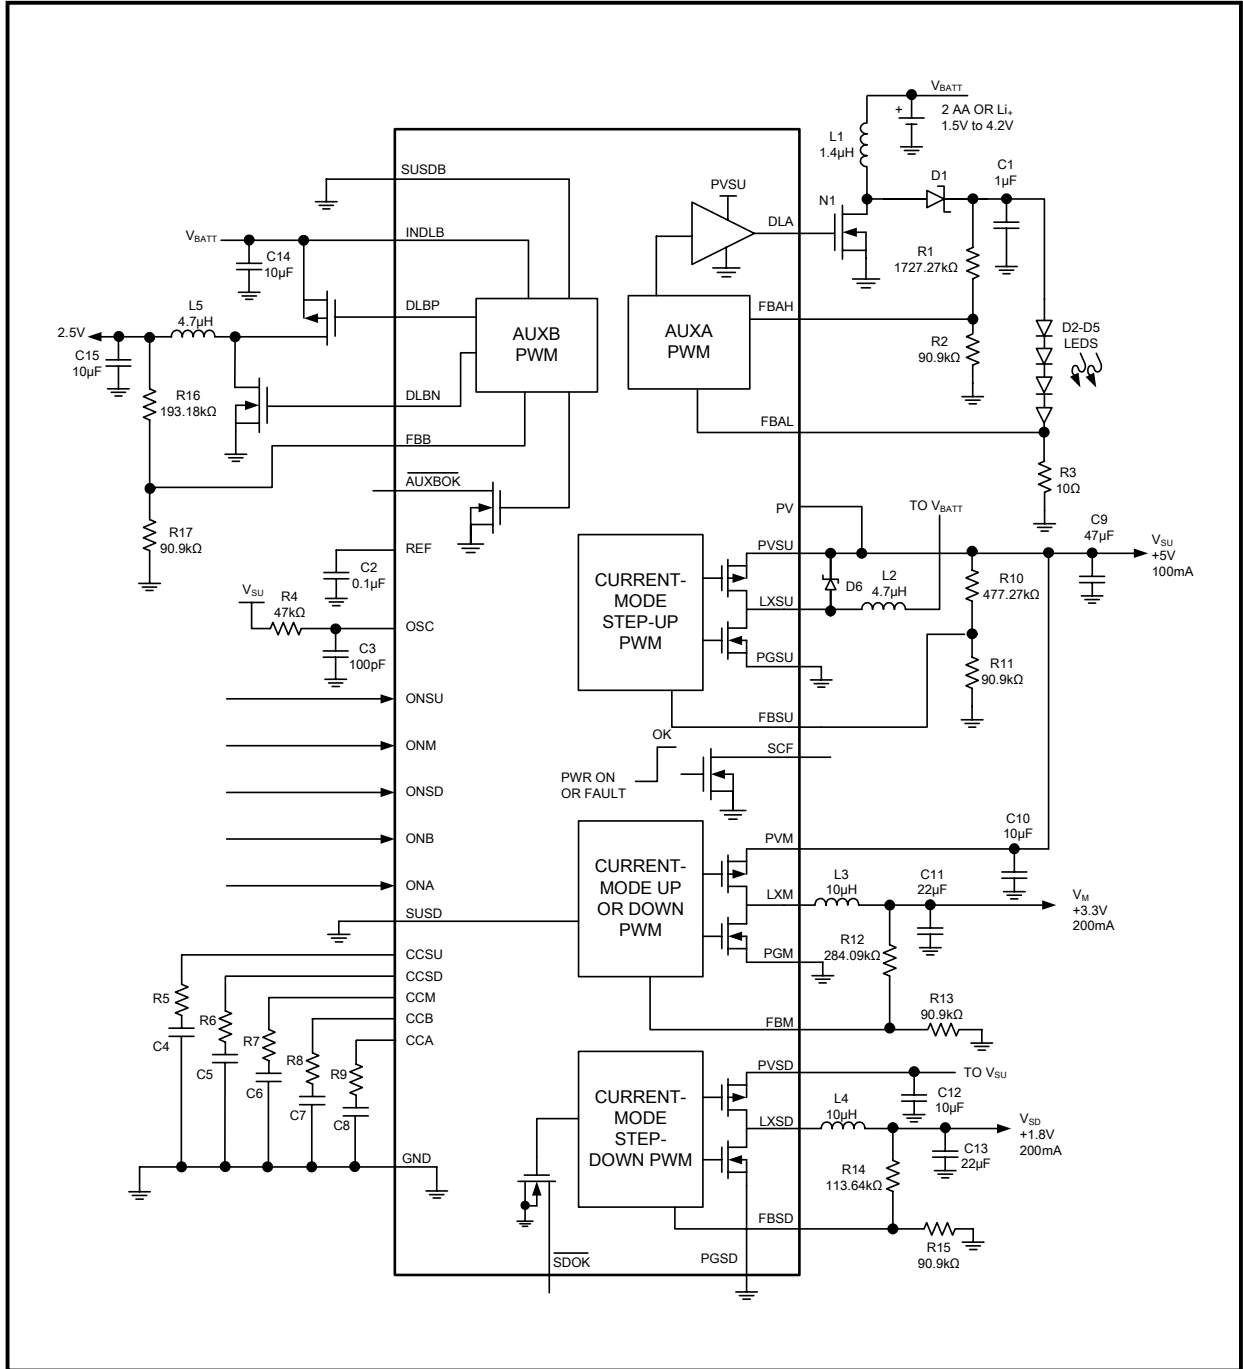 V_BATT
2 AA OR Li+
1.5V to 4.2V
L1
1.4µH
D1
C1
1µF
N1
PVSU
DLA
R1
1727.27kΩ
FBAH
AUXA
PWM
R2
90.9kΩ
D2-D5
LEDS
FBAL
R3
10Ω
SUSDB
V_BATT
INDLB
C14
10µF
L5
4.7µH
DLBP
2.5V
C15
10µF
AUXB
PWM
R16
193.18kΩ
DLBN
FBB
AUXBOK
R17
90.9kΩ
REF
C2
0.1µF
V_SU
R4
47kΩ
OSC
C3
100pF
PV
TO V_BATT
C9
47µF
PVSU
V_SU
+5V
100mA
CURRENT-
MODE
STEP-UP
PWM
D6
L2
4.7µH
R10
477.27kΩ
LXSU
PGSU
R11
90.9kΩ
FBSU
ONSU
ONM
ONSD
ONB
ONA
OK
PWR ON
OR FAULT
SCF
C10
10µF
PVM
CURRENT-
MODE UP
OR DOWN
PWM
LXM
L3
10µH
C11
22µF
V_M
+3.3V
200mA
R12
284.09kΩ
PGM
R13
90.9kΩ
FBM
SUSD
CCSU
CCSD
CCM
CCB
CCA
R5
C4
R6
C5
R7
C6
R8
C7
R9
C8
GND
PVSD
TO V_SU
C12
10µF
CURRENT-
MODE
STEP-
DOWN PWM
LXSD
L4
10µH
V_SD
+1.8V
200mA
C13
22µF
R14
113.64kΩ
FBSD
R15
90.9kΩ
SDOK
PGSD